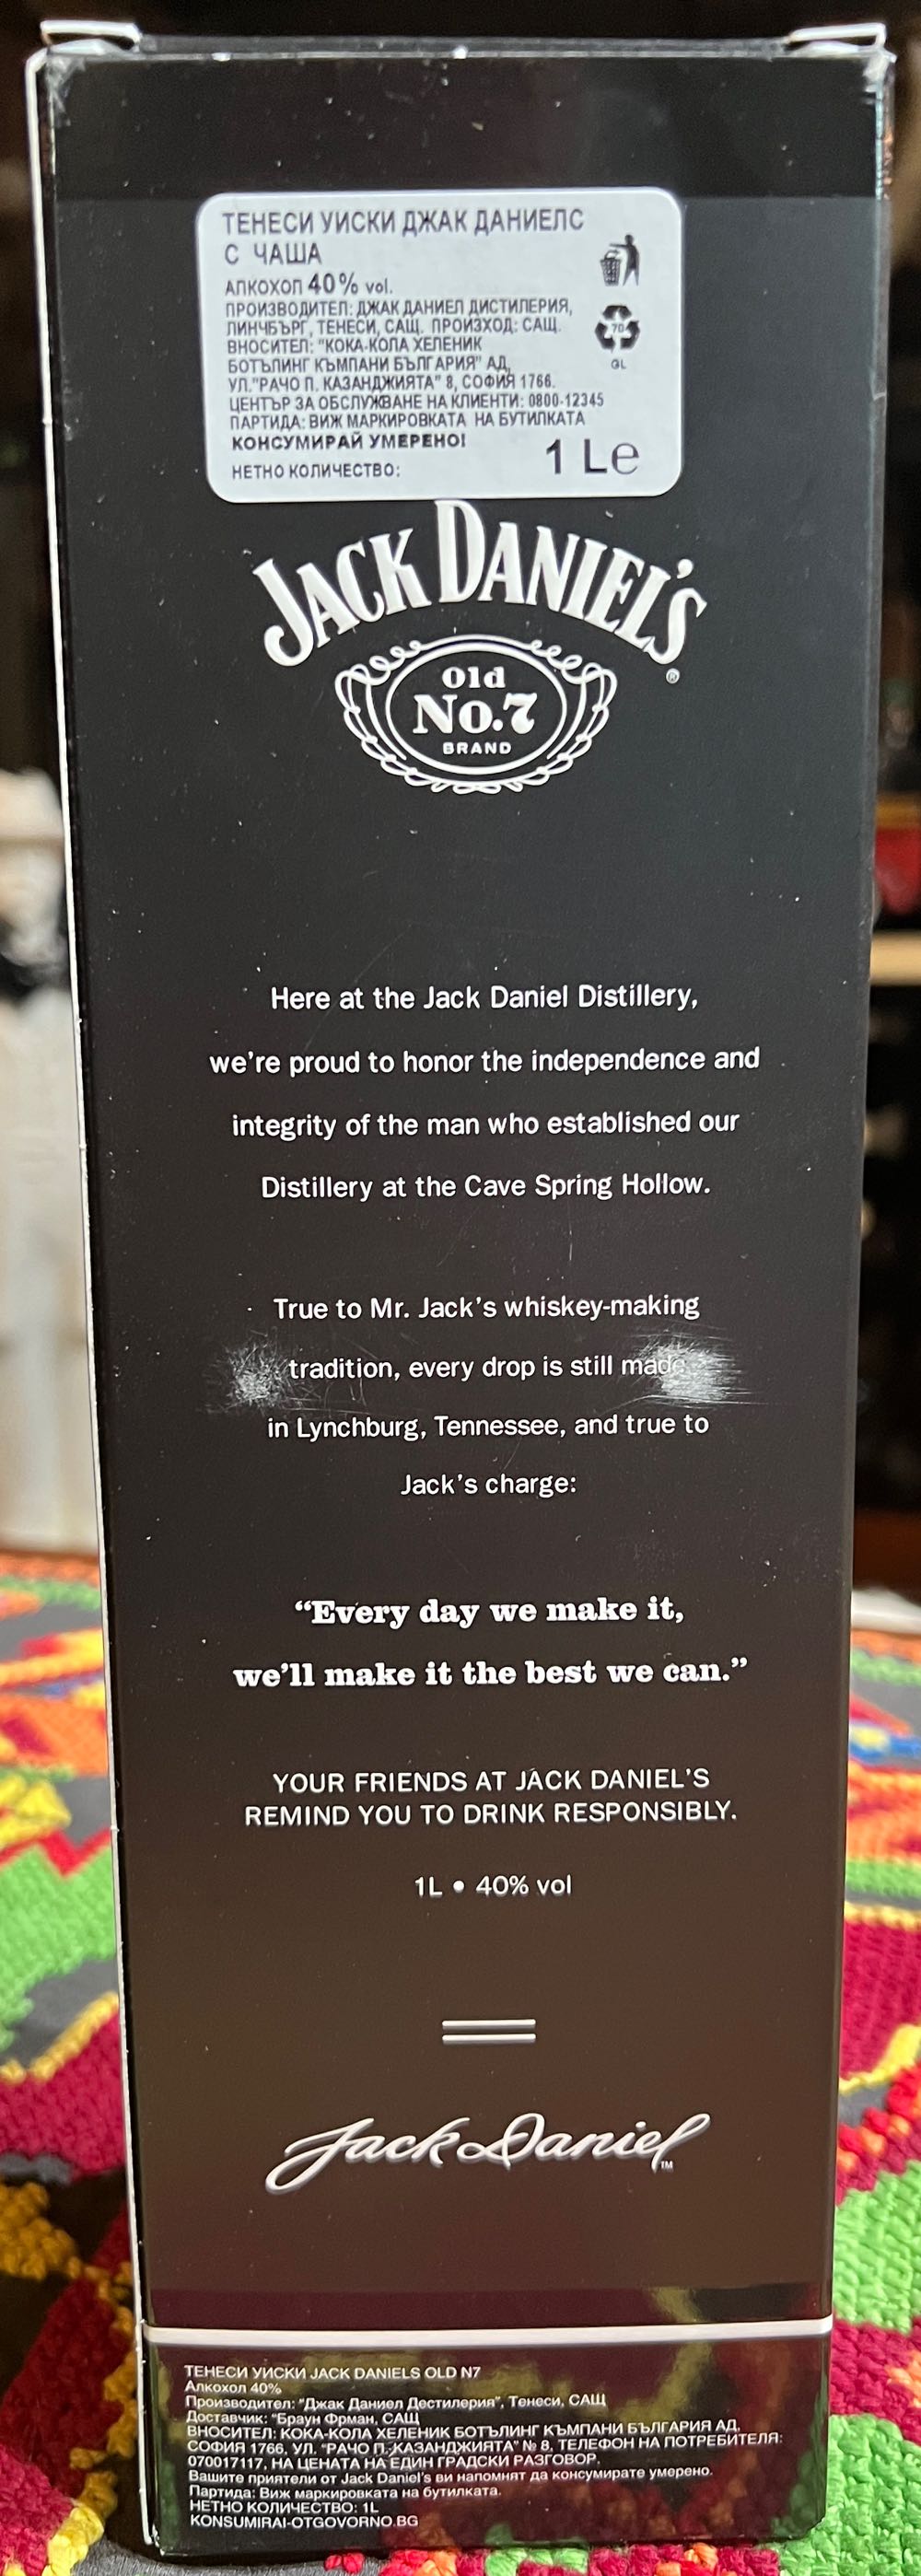 ТЕНЕСИ УИСКИ ДЖАК ДАНИЕЛС
С ЧАША
АЛКОХОЛ 40% vol.
ПРОИЗВОДИТЕЛ: ДЖАК ДАНИЕЛ ДИСТИЛЕРИЯ,
ЛИНЧБЪРГ, ТЕНЕСИ, САЩ. ПРОИЗХОД: САЩ.
ВНОСИТЕЛ: "КОКА-КОЛА ХЕЛЕНИК
БОТЪЛИНГ КЪМПАНИ БЪЛГАРИЯ" АД,
УЛ."РАЧО П. КАЗАНДЖИЯТА" 8, СОФИЯ 1766.
ЦЕНТЪР ЗА ОБСЛУЖВАНЕ НА КЛИЕНТИ: 0800-12345
ПАРТИДА: ВИЖ МАРКИРОВКАТА НА БУТИЛКАТА
КОНСУМИРАЙ УМЕРЕНО!
НЕТНО КОЛИЧЕСТВО: 1 Le
70
GL
JACK DANIEL'S®
Old
No.7
BRAND
Here at the Jack Daniel Distillery,
we're proud to honor the independence and
integrity of the man who established our
Distillery at the Cave Spring Hollow.
True to Mr. Jack's whiskey-making
tradition, every drop is still made
in Lynchburg, Tennessee, and true to
Jack's charge:
“Every day we make it,
we'll make it the best we can.”
YOUR FRIENDS AT JACK DANIEL'S
REMIND YOU TO DRINK RESPONSIBLY.
1L • 40% vol
Jack Daniel™
ТЕНЕСИ УИСКИ JACK DANIELS OLD N7
Алкохол 40%
Производител: "Джак Даниел Дестилерия", Тенеси, САЩ
Доставчик: "Браун Фрман, САЩ
ВНОСИТЕЛ: КОКА-КОЛА ХЕЛЕНИК БОТЪЛИНГ КЪМПАНИ БЪЛГАРИЯ АД,
СОФИЯ 1766, УЛ. "РАЧО П. КАЗАНДЖИЯТА" № 8, ТЕЛЕФОН НА ПОТРЕБИТЕЛЯ:
070017117, НА ЦЕНАТА НА ЕДИН ГРАДСКИ РАЗГОВОР.
Вашите приятели от Jack Daniel's ви напомнят да консумирате умерено.
Партида: Виж маркировката на бутилката.
НЕТНО КОЛИЧЕСТВО: 1L
KONSUMIRAI-OTGOVORNO.BG